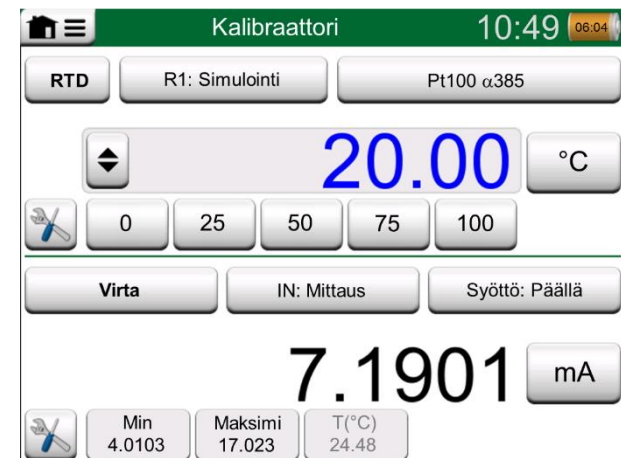 Kalibraattori 10:49 06:04
RTD R1: Simulointi Pt100 α385
20.00 °C
0 25 50 75 100
Virta IN: Mittaus Syöttö: Päällä
7.1901 mA
Min Maksimi T(°C)
4.0103 17.023 24.48